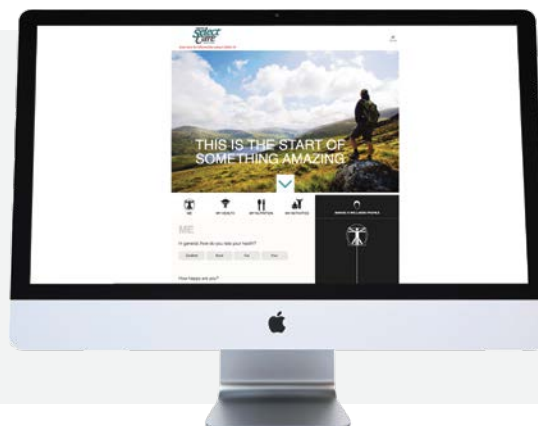 Select
Care
THIS IS THE START OF
SOMETHING AMAZING
ME
MY HEALTH
MY NUTRITION
MY ACTIVITIES
ME
In general, how do you rate your health?
Excellent
Good
Fair
Poor
How happy are you?